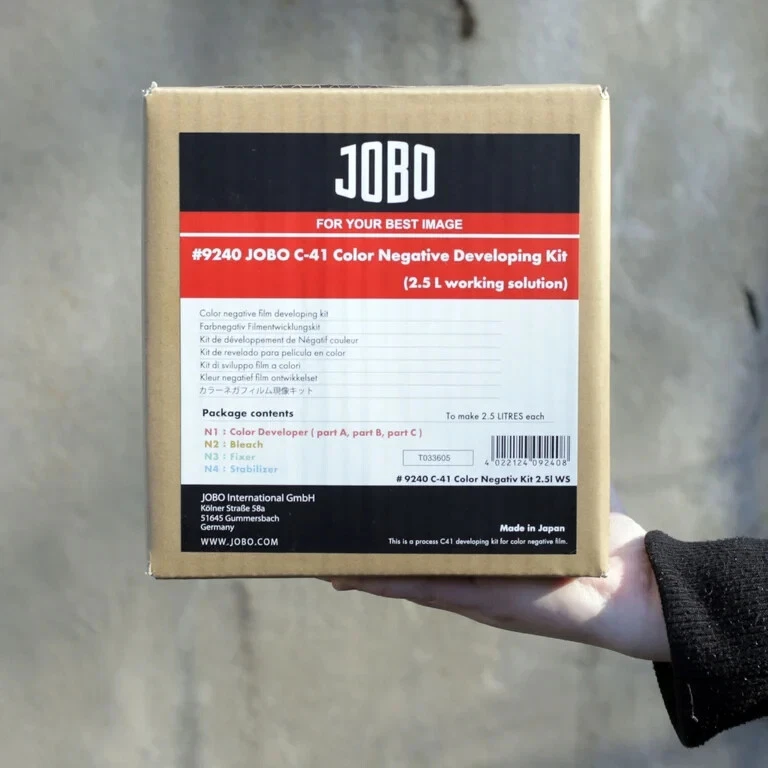 JOBO
FOR YOUR BEST IMAGE
#9240 JOBO C-41 Color Negative Developing Kit
(2.5 L working solution)
Color negative film developing kit
Farbnegativ Filmentwicklungskit
Kit de développement de Négatif couleur
Kit de revelado para pelicula en color
Kit di sviluppo film a colori
Kleur negatief film ontwikkelset
カラーネガフィルム現像キット
Package contents
To make 2.5 LITRES each
N1 : Color Developer ( part A, part B, part C )
N2 : Bleach
N3 : Fixer
N4 : Stabilizer
T033605
4 022124 092408
# 9240 C-41 Color Negativ Kit 2.5l WS
JOBO International GmbH
Kölner Straße 58a
51645 Gummersbach
Germany
WWW.JOBO.COM
Made in Japan
This is a process C41 developing kit for color negative film.